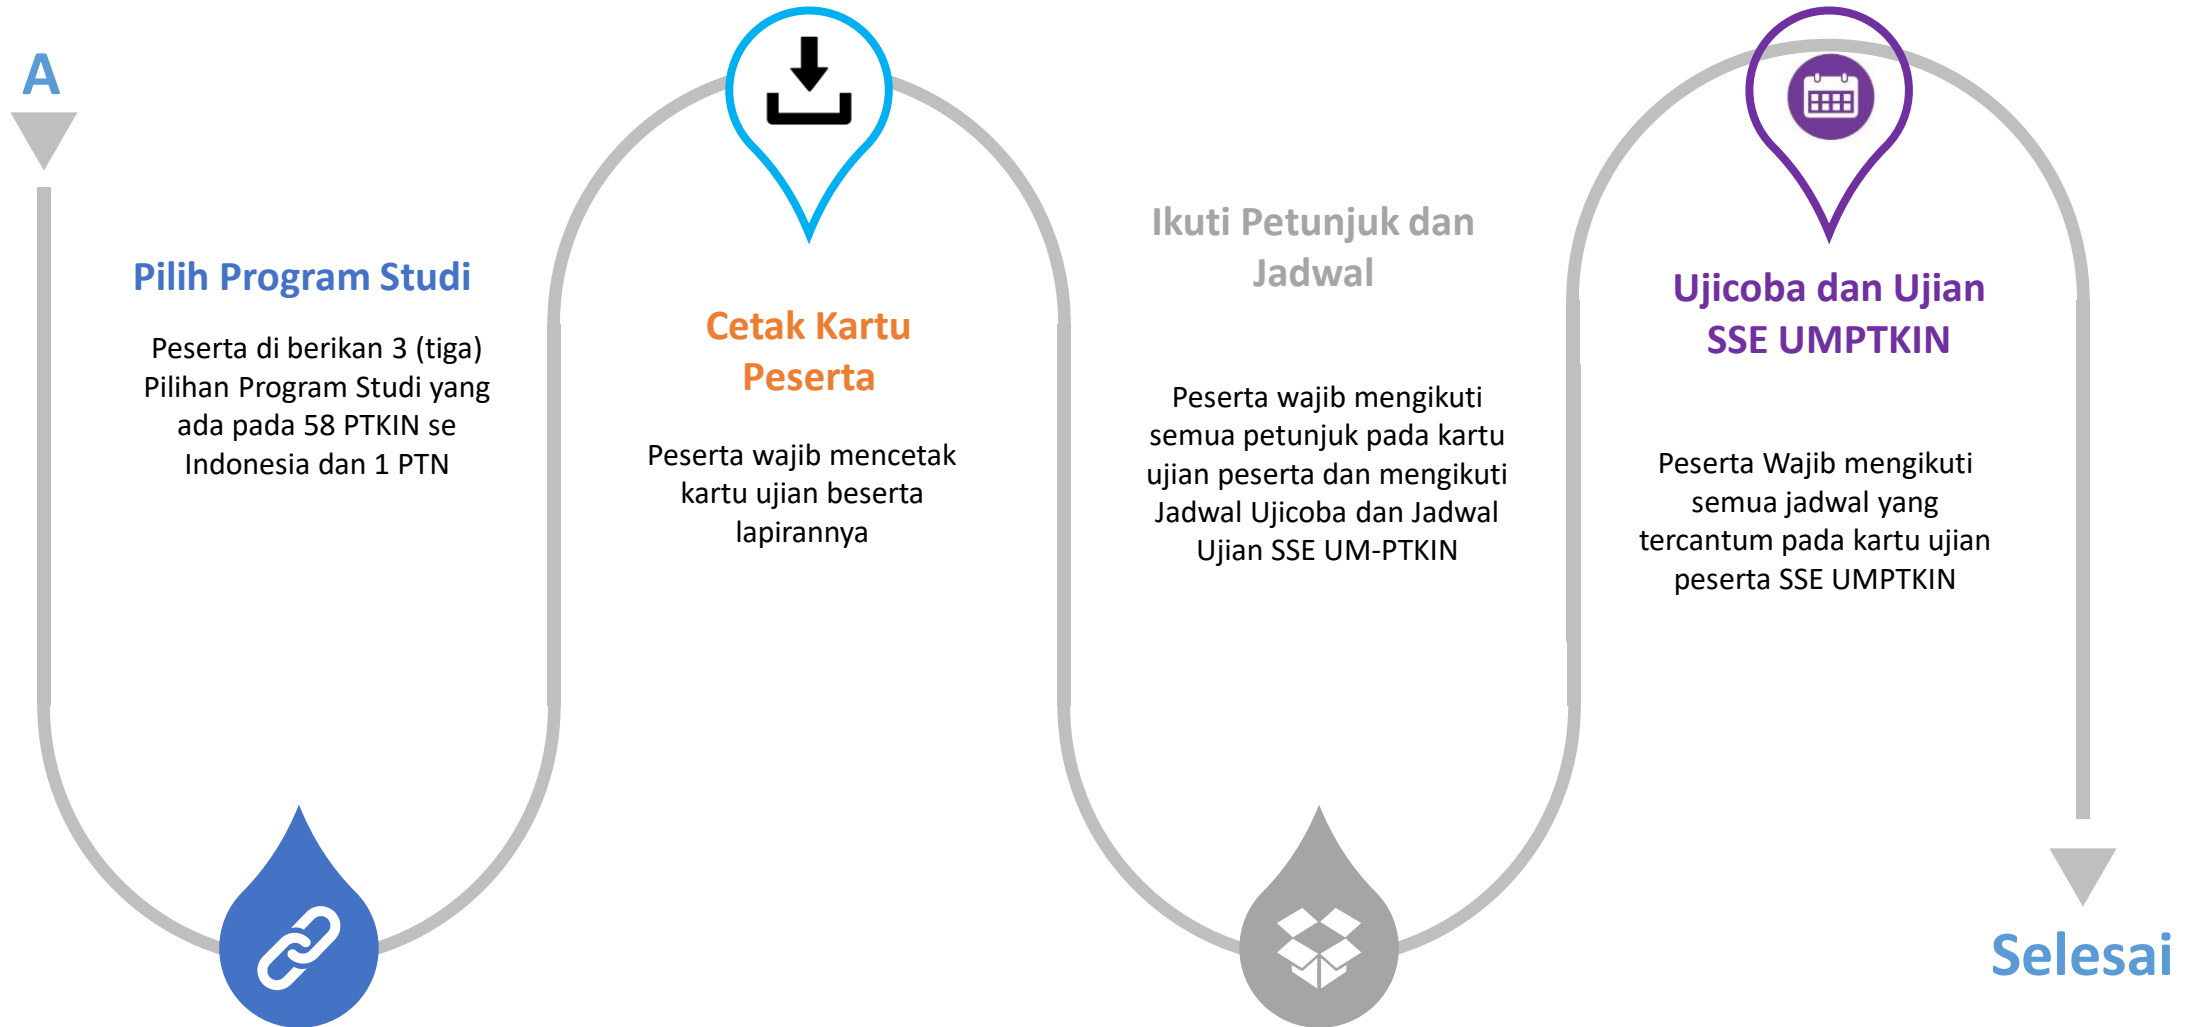 A
Pilih Program Studi
Peserta di berikan 3 (tiga)
Pilihan Program Studi yang
ada pada 58 PTKIN se
Indonesia dan 1 PTN
Cetak Kartu
Peserta
Peserta wajib mencetak
kartu ujian beserta
lapirannya
Ikuti Petunjuk dan
Jadwal
Peserta wajib mengikuti
semua petunjuk pada kartu
ujian peserta dan mengikuti
Jadwal Ujicoba dan Jadwal
Ujian SSE UM-PTKIN
Ujicoba dan Ujian
SSE UMPTKIN
Peserta Wajib mengikuti
semua jadwal yang
tercantum pada kartu ujian
peserta SSE UMPTKIN
Selesai